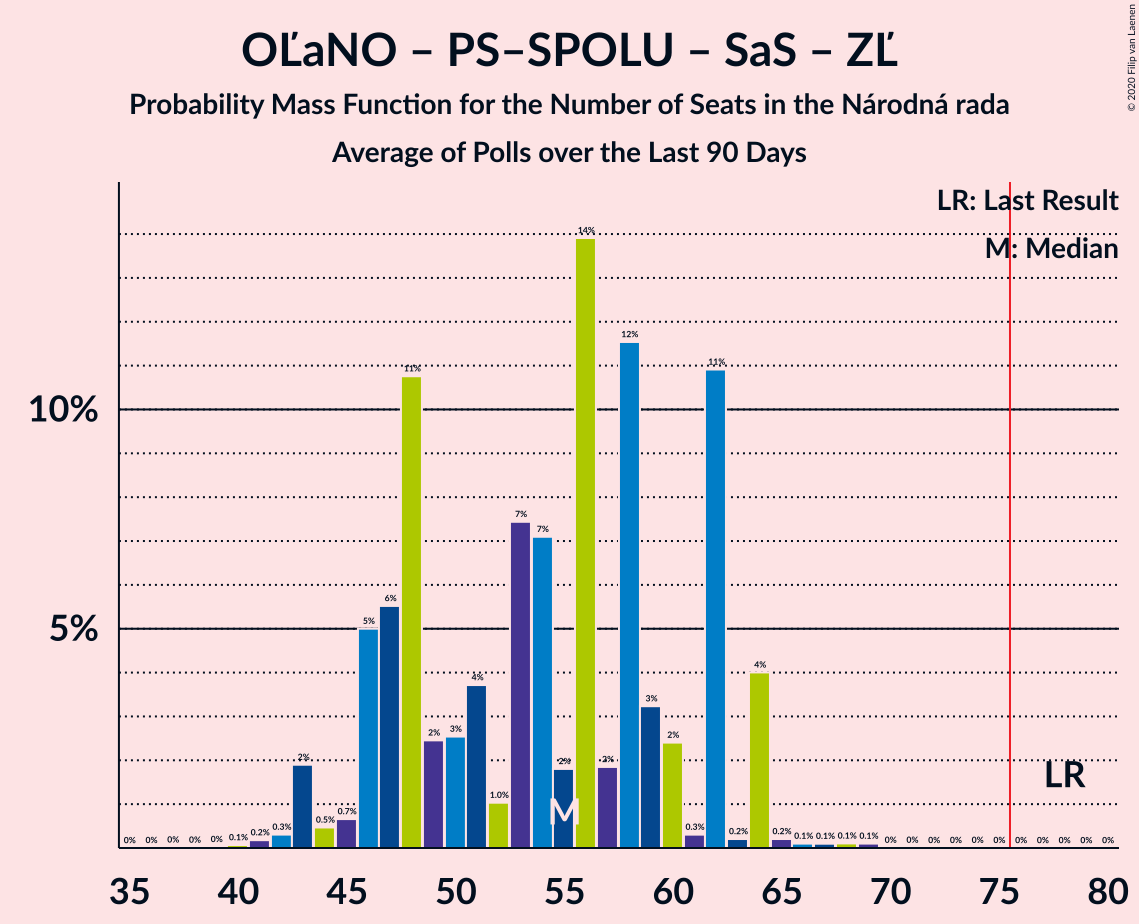 OĽaNO – PS–SPOLU – SaS – ZĽ
Probability Mass Function for the Number of Seats in the Národná rada
Average of Polls over the Last 90 Days
© 2020 Filip van Laenen
LR: Last Result
M: Median
10%
5%
0% 0% 0% 0% 0% 0.1% 0.2% 0.3% 2% 0.5% 0.7% 5% 6% 11% 2% 3% 4% 1.0% 7% 7% 2% 14% 2% 12% 3% 2% 0.3% 11% 0.2% 4% 0.2% 0.1% 0.1% 0.1% 0.1% 0% 0% 0% 0% 0% 0% 0% 0% 0% 0% 0%
M
LR
35 40 45 50 55 60 65 70 75 80